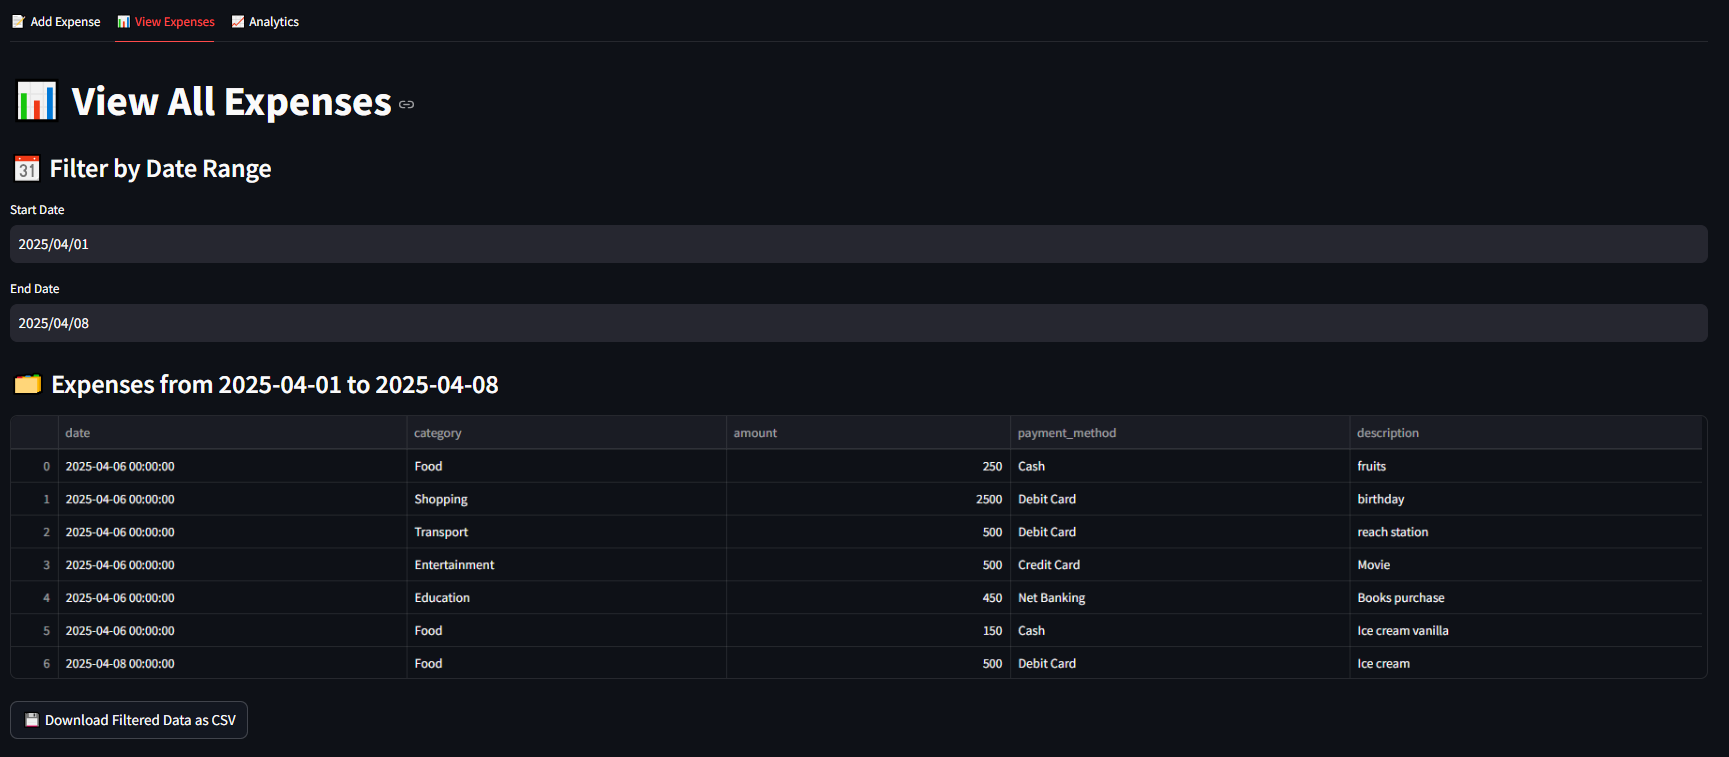 Add Expense View Expenses Analytics
View All Expenses
31 Filter by Date Range
Start Date
2025/04/01
End Date
2025/04/08
Expenses from 2025-04-01 to 2025-04-08
date category amount payment_method description
0 2025-04-06 00:00:00 Food 250 Cash fruits
1 2025-04-06 00:00:00 Shopping 2500 Debit Card birthday
2 2025-04-06 00:00:00 Transport 500 Debit Card reach station
3 2025-04-06 00:00:00 Entertainment 500 Credit Card Movie
4 2025-04-06 00:00:00 Education 450 Net Banking Books purchase
5 2025-04-06 00:00:00 Food 150 Cash Ice cream vanilla
6 2025-04-08 00:00:00 Food 500 Debit Card Ice cream
Download Filtered Data as CSV